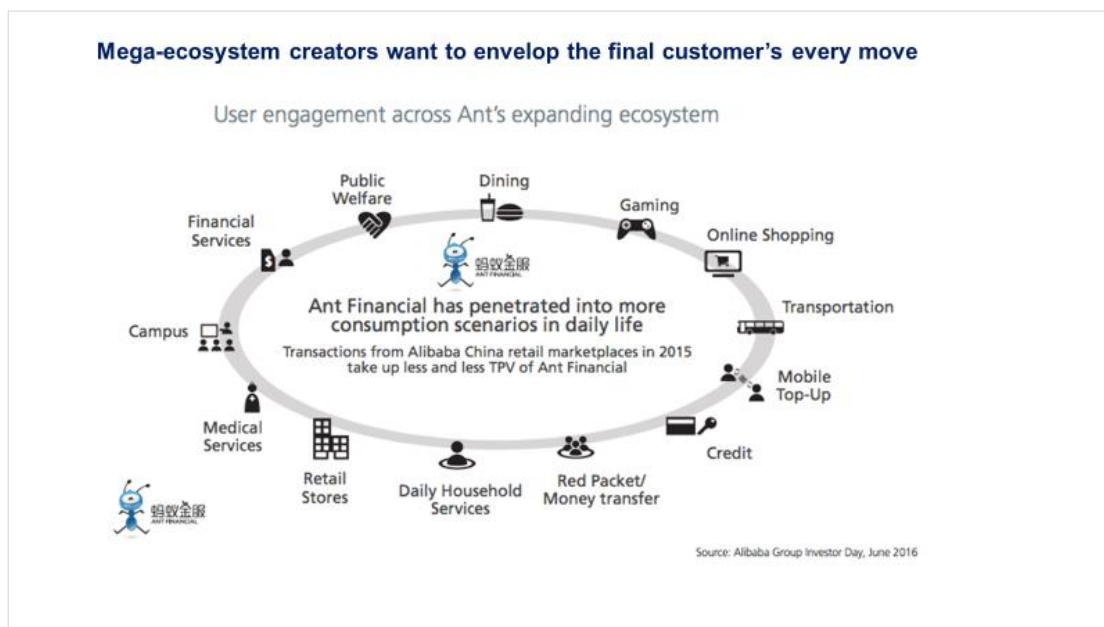 Mega-ecosystem creators want to envelop the final customer's every move
User engagement across Ant's expanding ecosystem
Public
Welfare
Dining
Gaming
Financial
Services
Online Shopping
蚂蚁金服
ANT FINANCIAL
Ant Financial has penetrated into more
consumption scenarios in daily life
Transactions from Alibaba China retail marketplaces in 2015
take up less and less TPV of Ant Financial
Transportation
Campus
Mobile
Top-Up
Medical
Services
Credit
Retail
Stores
Daily Household
Services
Red Packet/
Money transfer
蚂蚁金服
ANT FINANCIAL
Source: Alibaba Group Investor Day, June 2016